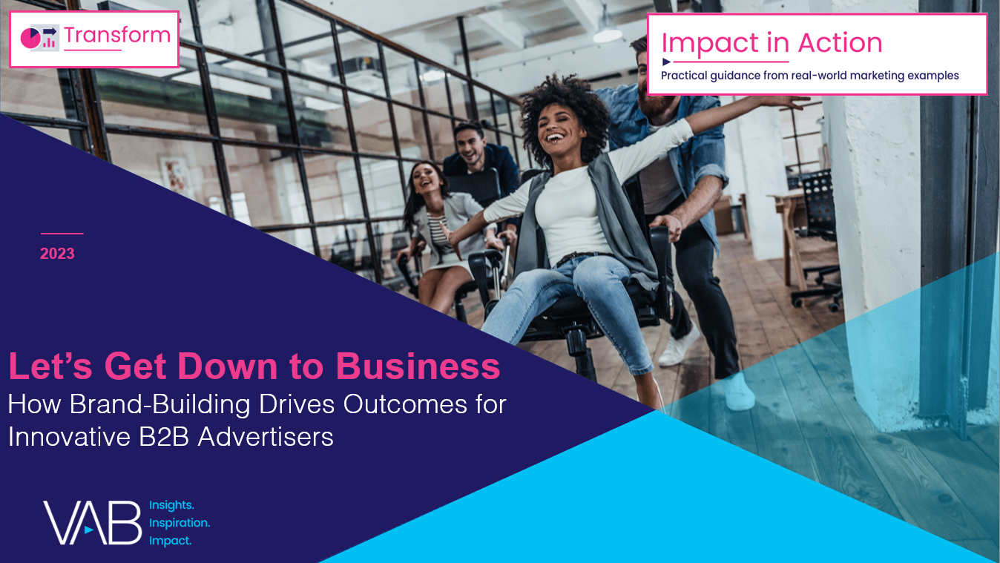 Transform
Impact in Action
Practical guidance from real-world marketing examples
2023
Let’s Get Down to Business
How Brand-Building Drives Outcomes for
Innovative B2B Advertisers
VAB
Insights.
Inspiration.
Impact.